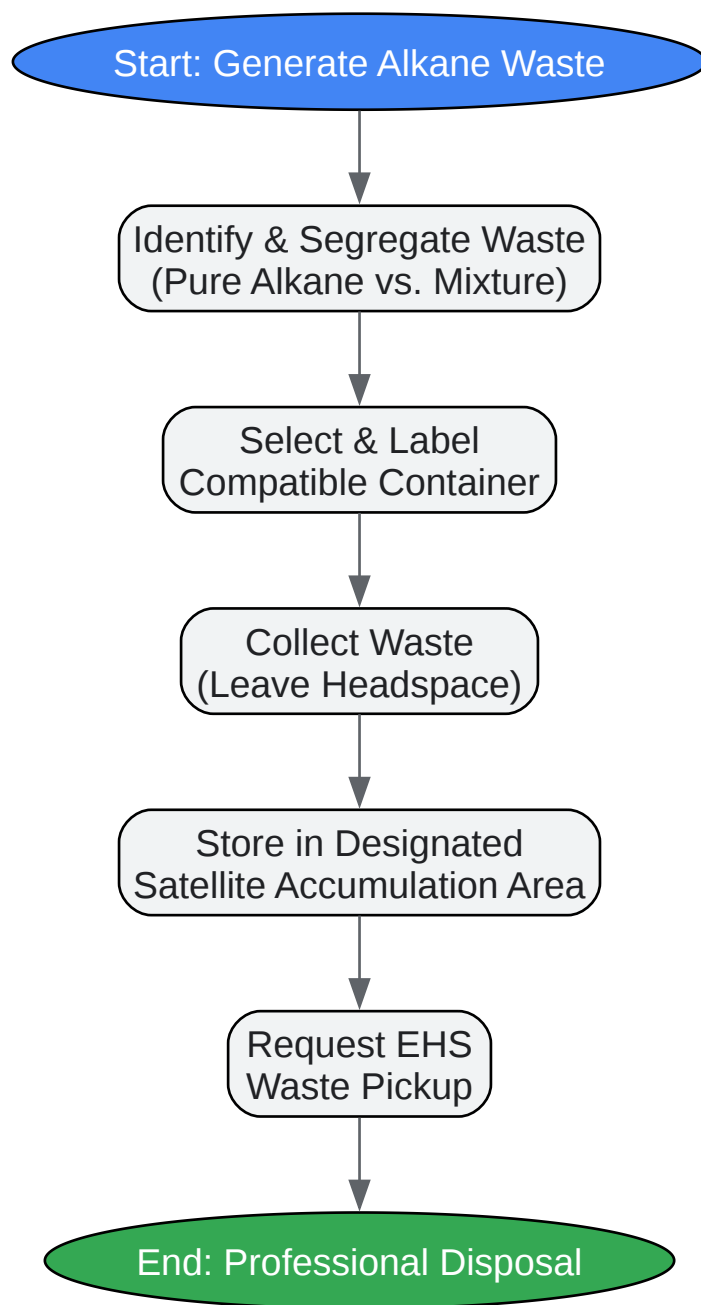 Start: Generate Alkane Waste
Identify & Segregate Waste
(Pure Alkane vs. Mixture)
Select & Label
Compatible Container
Collect Waste
(Leave Headspace)
Store in Designated
Satellite Accumulation Area
Request EHS
Waste Pickup
End: Professional Disposal